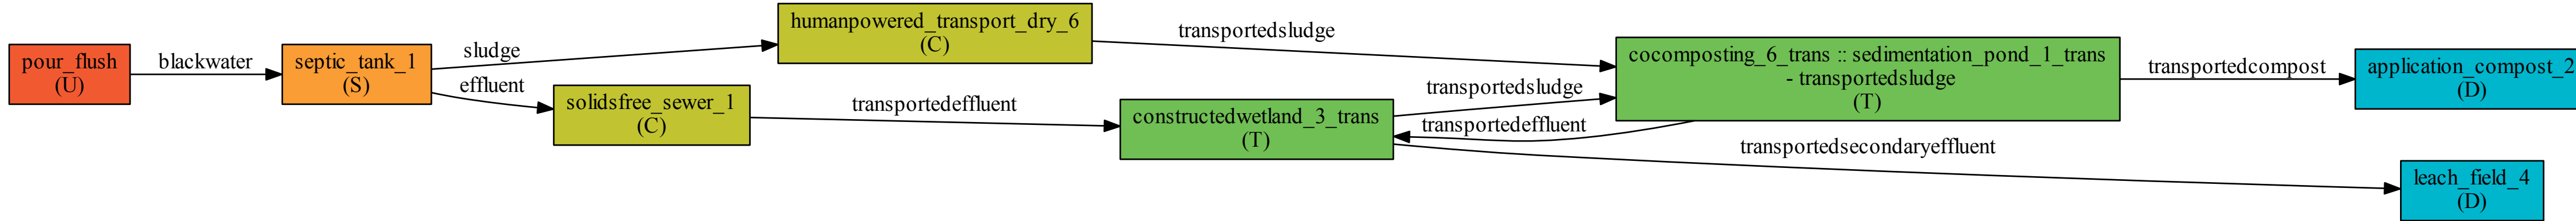 pour_flush
(U)
blackwater
septic_tank_1
(S)
sludge
effluent
humanpowered_transport_dry_6
(C)
solidsfree_sewer_1
(C)
transportedsludge
transportedeffluent
constructedwetland_3_trans
(T)
transportedsludge
transportedeffluent
cocomposting_6_trans :: sedimentation_pond_1_trans
- transportedsludge
(T)
transportedcompost
transportedsecondaryeffluent
application_compost_2
(D)
leach_field_4
(D)